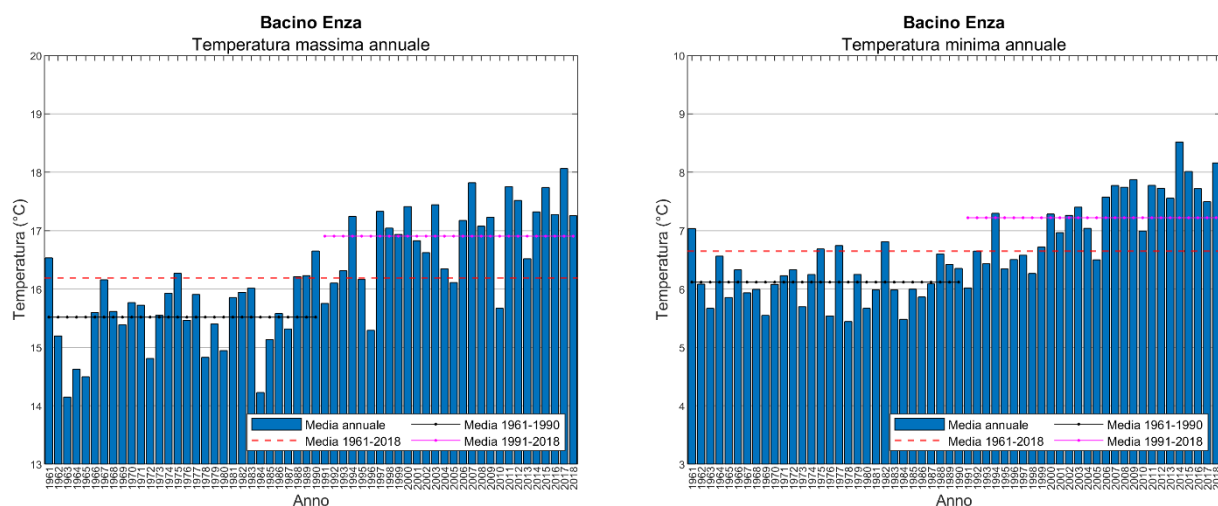 Bacino Enza
Temperatura massima annuale
20
19
18
17
16
15
14
13
Temperatura (°C)
Media annuale
Media 1961-2018
Media 1961-1990
Media 1991-2018
1961 1962 1963 1964 1965 1966 1967 1968 1969 1970 1971 1972 1973 1974 1975 1976 1977 1978 1979 1980 1981 1982 1983 1984 1985 1986 1987 1988 1989 1990 1991 1992 1993 1994 1995 1996 1997 1998 1999 2000 2001 2002 2003 2004 2005 2006 2007 2008 2009 2010 2011 2012 2013 2014 2015 2016 2017 2018
Anno
Bacino Enza
Temperatura minima annuale
10
9
8
7
6
5
4
3
Temperatura (°C)
Media annuale
Media 1961-2018
Media 1961-1990
Media 1991-2018
1961 1962 1963 1964 1965 1966 1967 1968 1969 1970 1971 1972 1973 1974 1975 1976 1977 1978 1979 1980 1981 1982 1983 1984 1985 1986 1987 1988 1989 1990 1991 1992 1993 1994 1995 1996 1997 1998 1999 2000 2001 2002 2003 2004 2005 2006 2007 2008 2009 2010 2011 2012 2013 2014 2015 2016 2017 2018
Anno